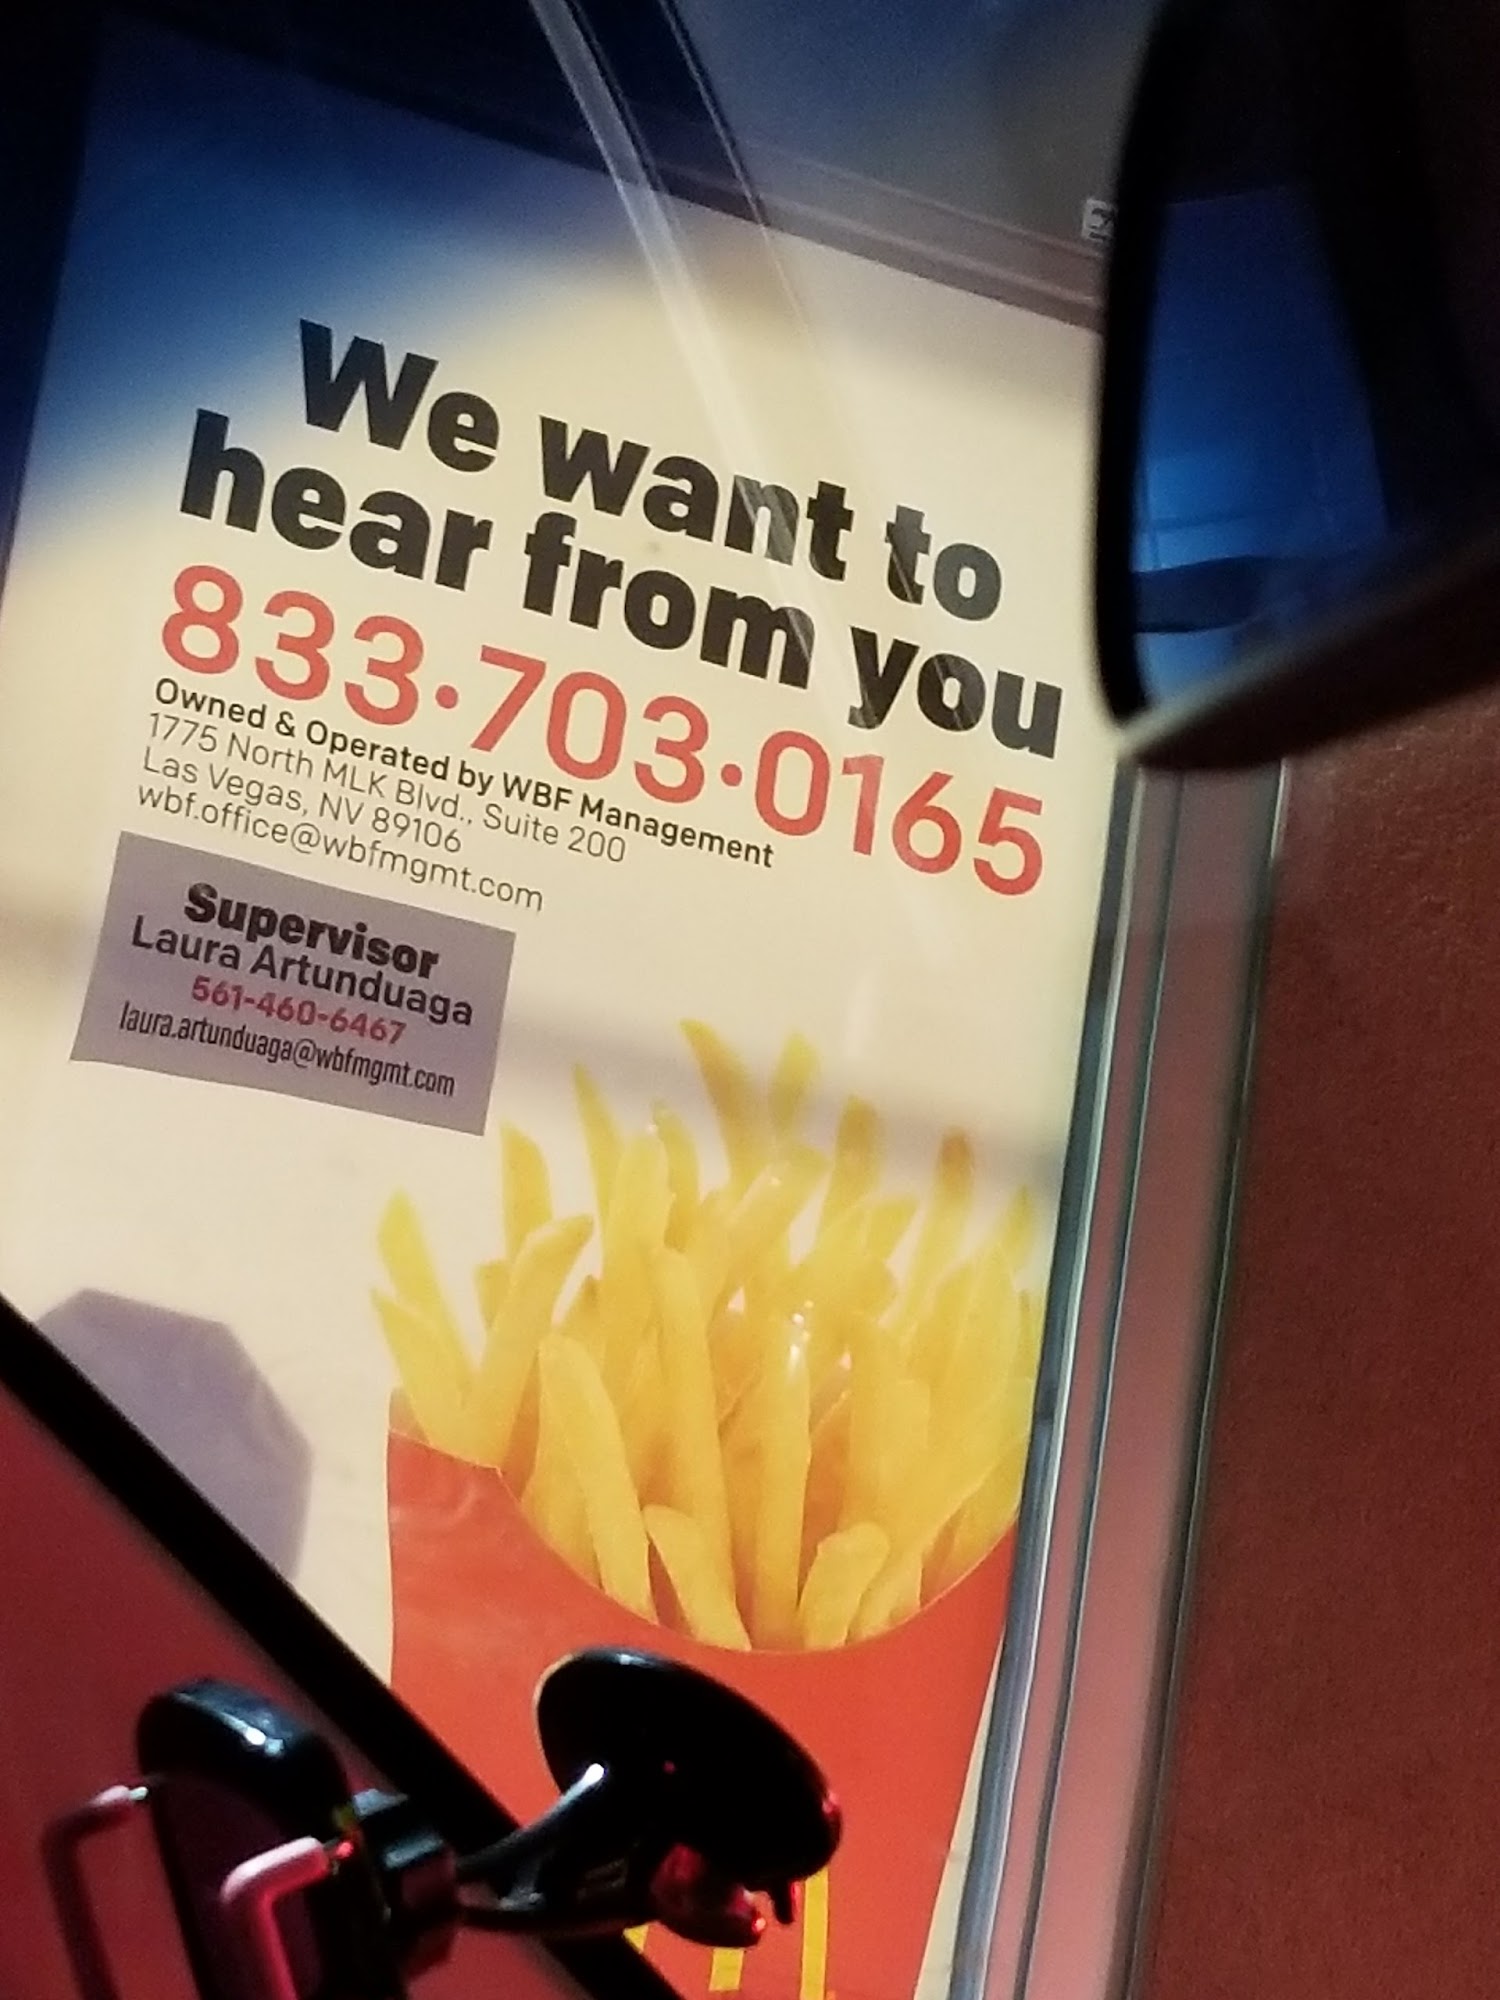 We want to
hear from you
833·703·0165
Owned & Operated by WBF Management
1775 North MLK Blvd., Suite 200
Las Vegas, NV 89106
wbf.office@wbfmgmt.com
Supervisor
Laura Artunduaga
561-460-6467
laura.artunduaga@wbfmgmt.com